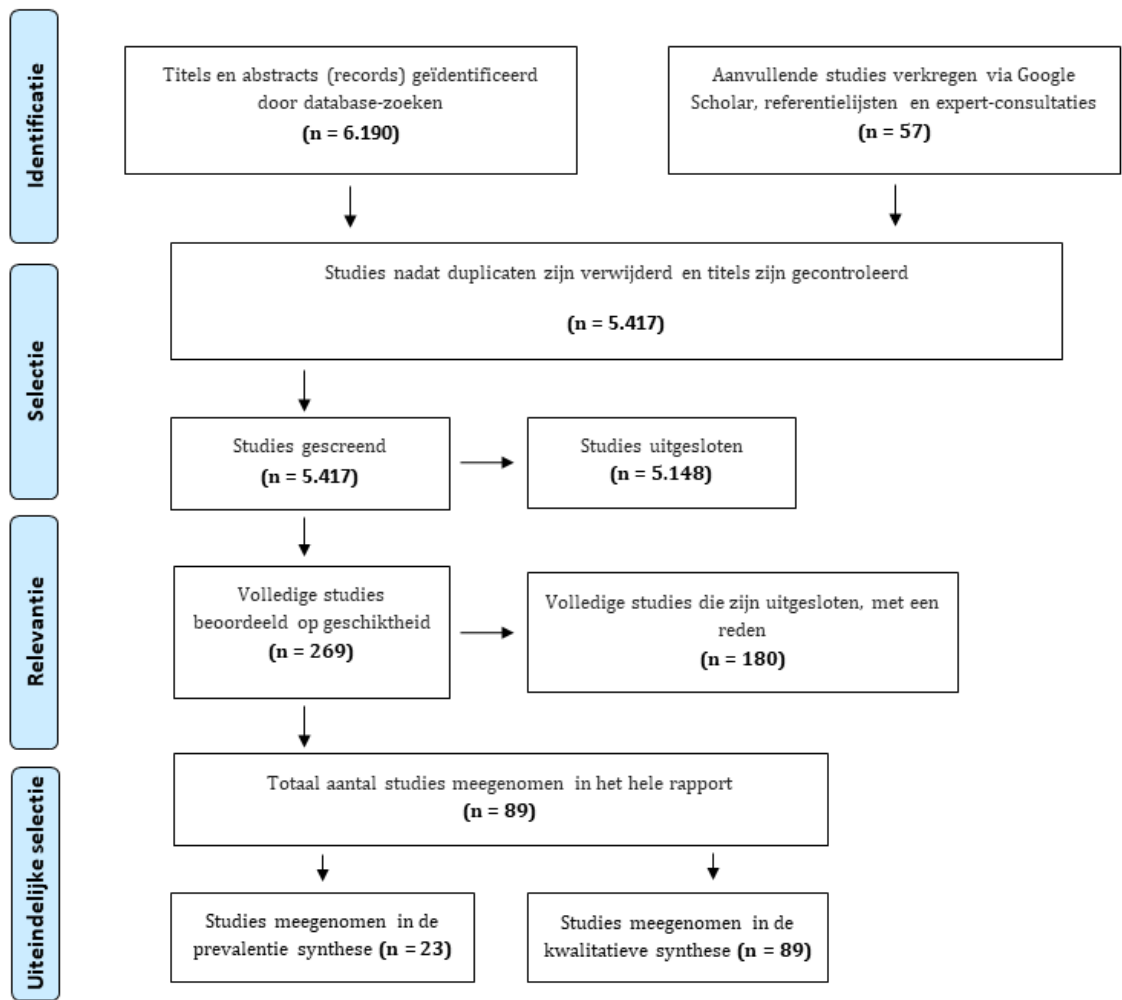 Identificatie
Titels en abstracts (records) geïdentificeerd
door database-zoeken
(n = 6.190)
Aanvullende studies verkregen via Google
Scholar, referentielijsten en expert-consultaties
(n = 57)
Selectie
Studies nadat duplicaten zijn verwijderd en titels zijn gecontroleerd
(n = 5.417)
Studies gescreend
(n = 5.417)
Studies uitgesloten
(n = 5.148)
Relevantie
Volledige studies
beoordeeld op geschiktheid
(n = 269)
Volledige studies die zijn uitgesloten, met een
reden
(n = 180)
Uiteindelijke selectie
Totaal aantal studies meegenomen in het hele rapport
(n = 89)
Studies meegenomen in de
prevalentie synthese (n = 23)
Studies meegenomen in de
kwalitatieve synthese (n = 89)